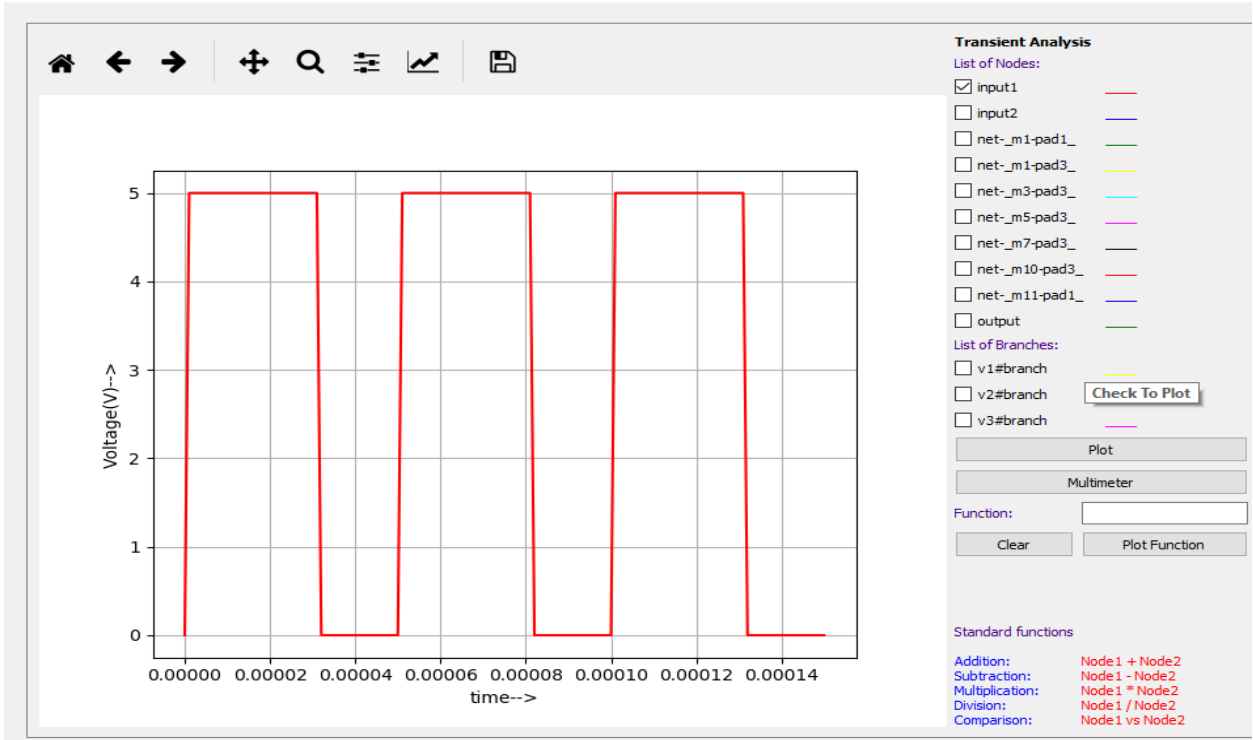 Transient Analysis
List of Nodes:
input1
input2
net-_m1-pad1_
net-_m1-pad3_
net-_m3-pad3_
net-_m5-pad3_
net-_m7-pad3_
net-_m10-pad3_
net-_m11-pad1_
output
List of Branches:
v1#branch
v2#branch
Check To Plot
v3#branch
Plot
Multimeter
Function:
Clear Plot Function
Standard functions
Addition: Node1 + Node2
Subtraction: Node1 - Node2
Multiplication: Node1 * Node2
Division: Node1 / Node2
Comparison: Node1 vs Node2
5
4
3
2
1
0
Voltage(V)-->
0.00000 0.00002 0.00004 0.00006 0.00008 0.00010 0.00012 0.00014
time-->